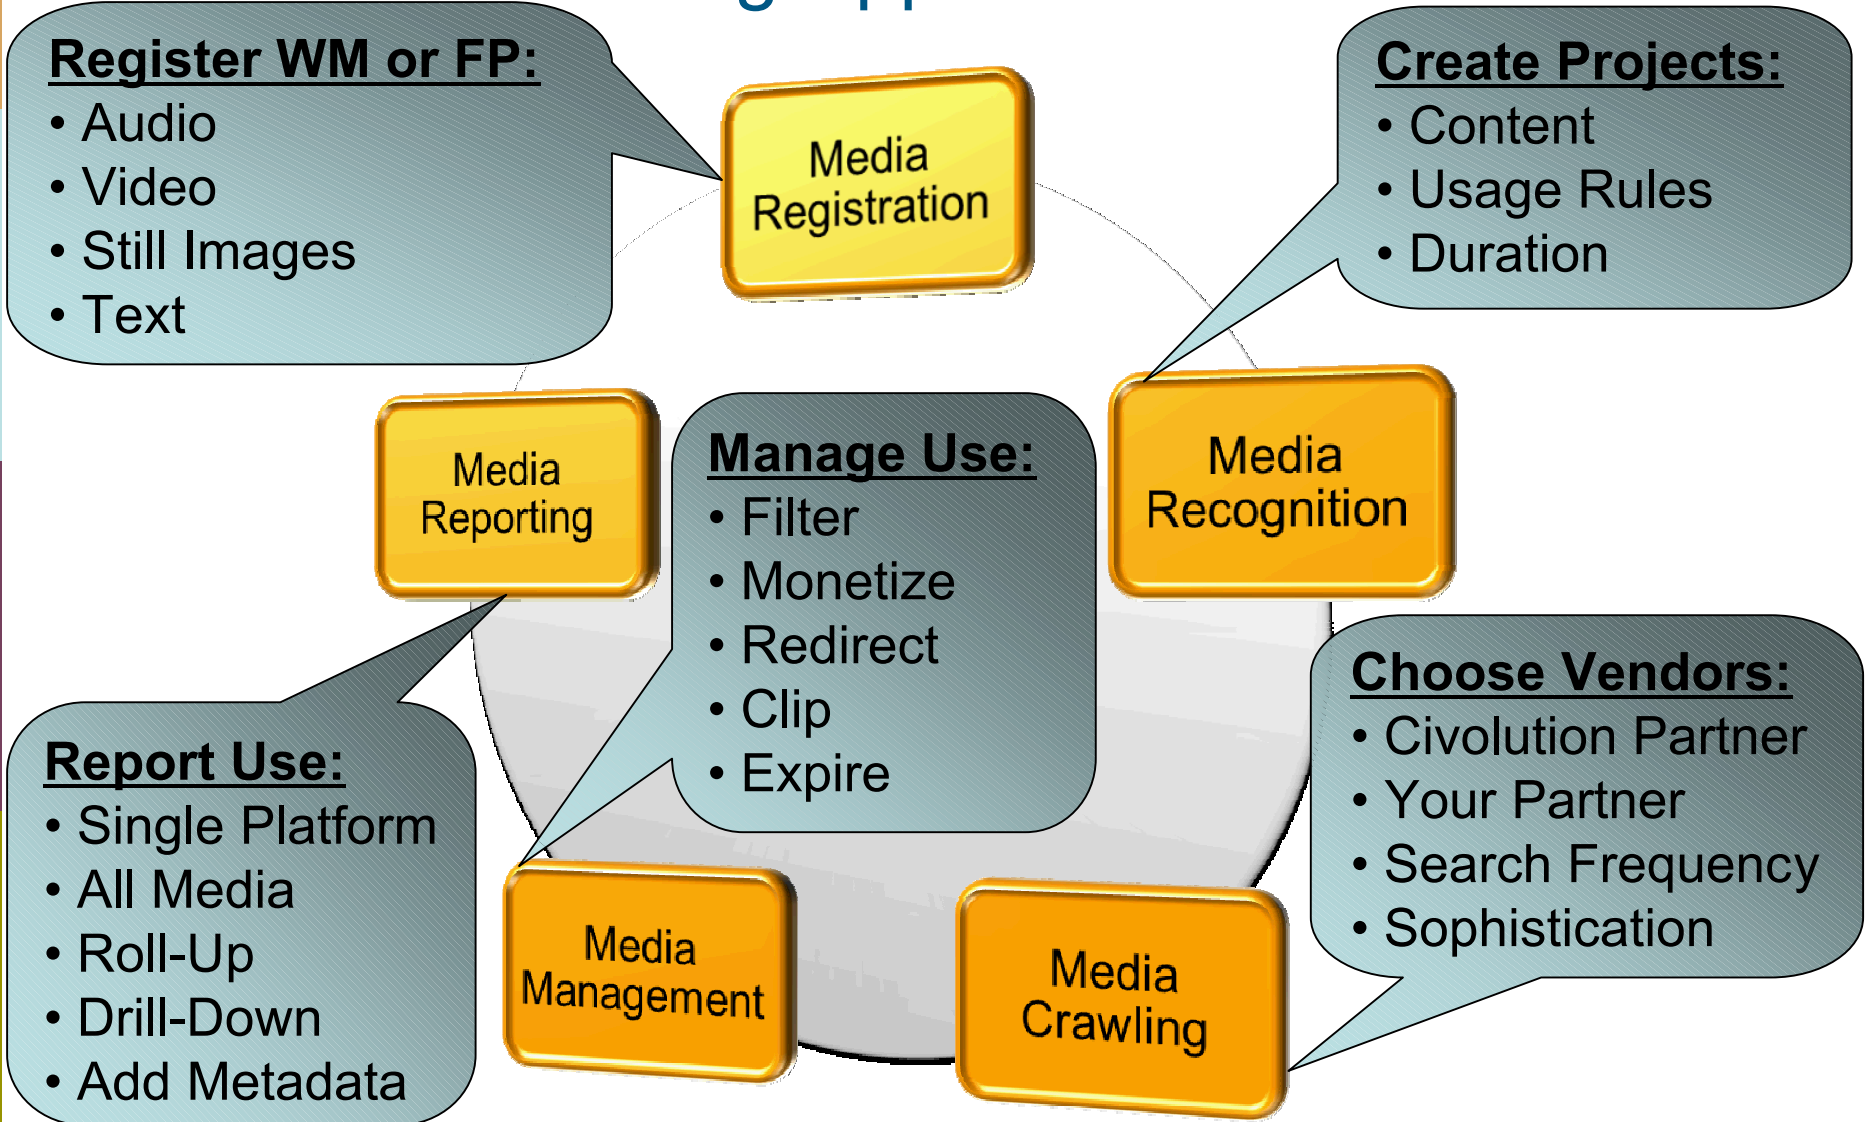 Register WM or FP:
• Audio
• Video
• Still Images
• Text
Media
Registration
Create Projects:
• Content
• Usage Rules
• Duration
Media
Reporting
Manage Use:
• Filter
• Monetize
• Redirect
• Clip
• Expire
Media
Recognition
Report Use:
• Single Platform
• All Media
• Roll-Up
• Drill-Down
• Add Metadata
Choose Vendors:
• Civolution Partner
• Your Partner
• Search Frequency
• Sophistication
Media
Management
Media
Crawling